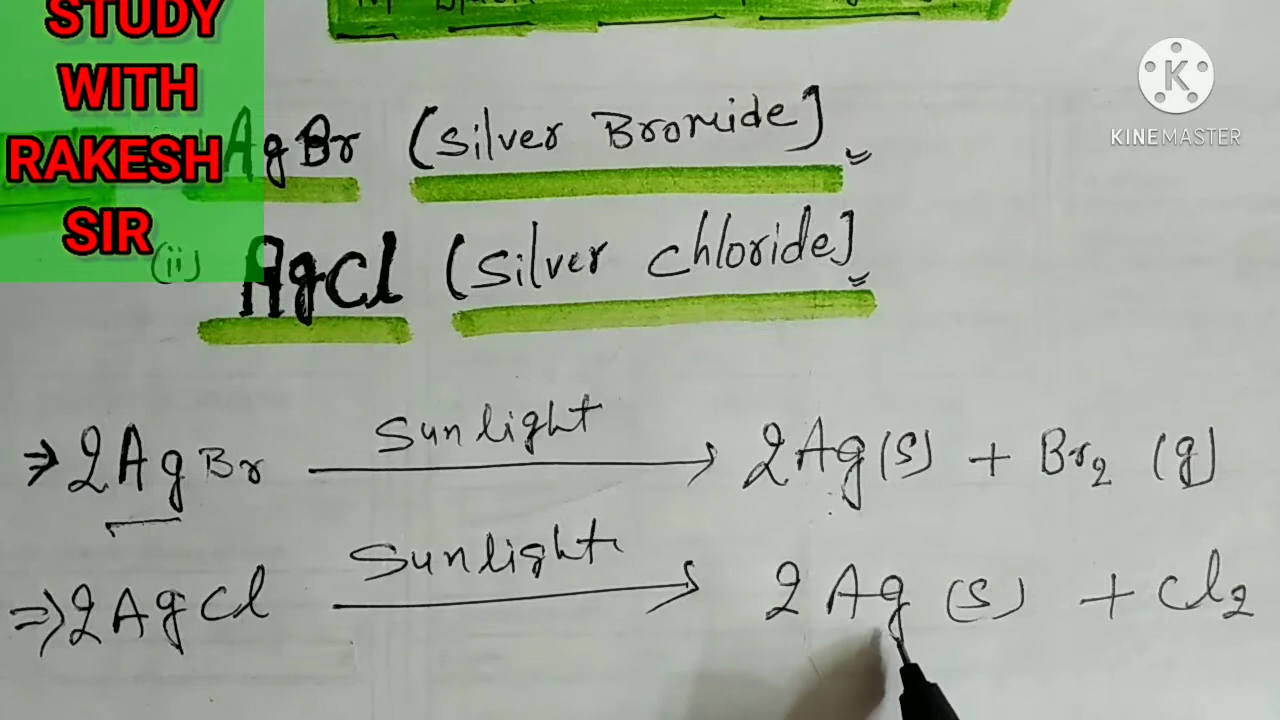 STUDY
WITH
RAKESH
SIR
KINEMASTER
AgBr (Silver Bromide]
(ii) AgCl (Silver Chloride]
⇒ 2AgBr Sunlight → 2Ag(s) + Br₂ (g)
⇒ 2AgCl Sunlight → 2Ag (s) + Cl₂